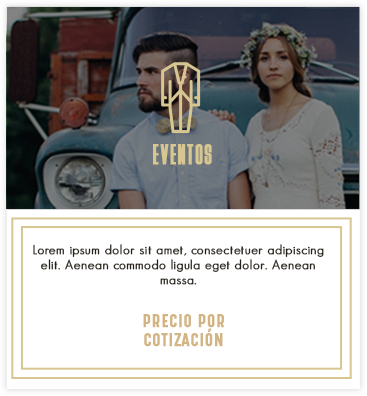 EVENTOS
Lorem ipsum dolor sit amet, consectetuer adipiscing
elit. Aenean commodo ligula eget dolor. Aenean
massa.
PRECIO POR
COTIZACIÓN